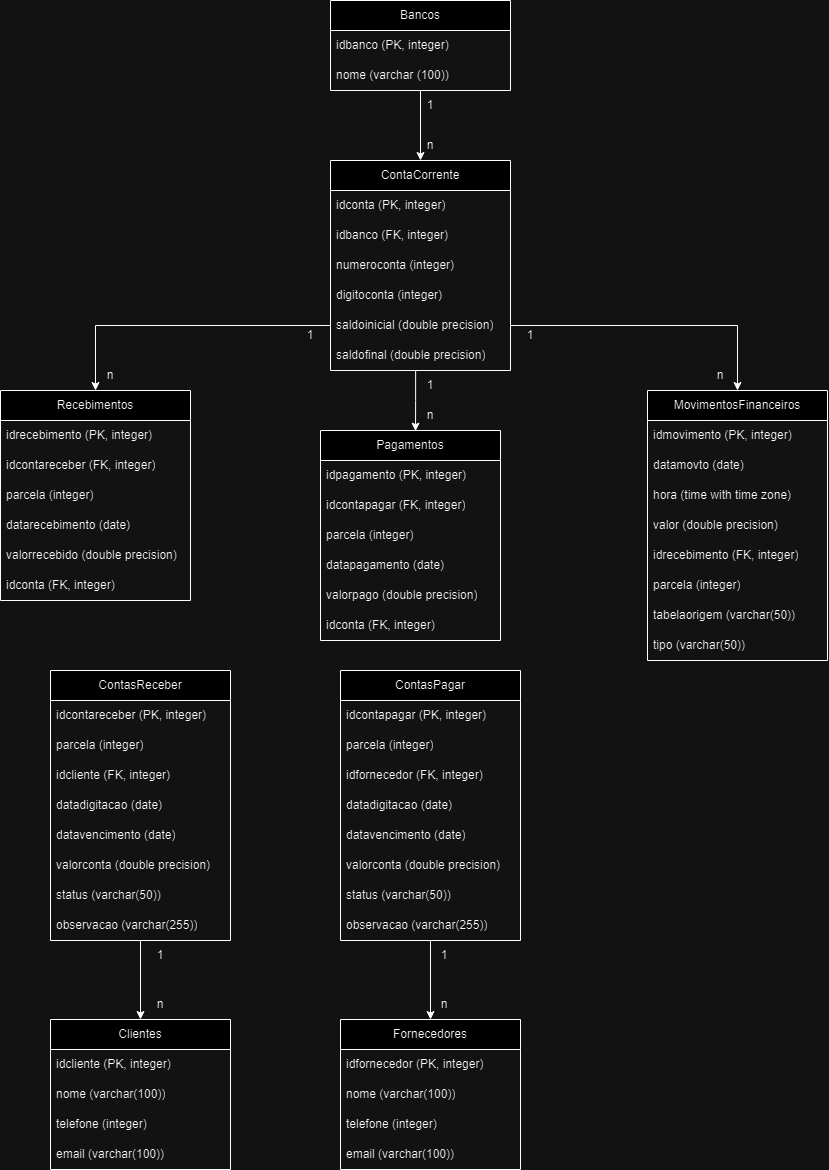 Bancos
idbanco (PK, integer)
nome (varchar (100))
1
n
ContaCorrente
idconta (PK, integer)
idbanco (FK, integer)
numeroconta (integer)
digitoconta (integer)
saldoinicial (double precision)
saldofinal (double precision)
1
n
1
n
1
n
Recebimentos
idrecebimento (PK, integer)
idcontareceber (FK, integer)
parcela (integer)
datarecebimento (date)
valorrecebido (double precision)
idconta (FK, integer)
Pagamentos
idpagamento (PK, integer)
idcontapagar (FK, integer)
parcela (integer)
datapagamento (date)
valorpago (double precision)
idconta (FK, integer)
MovimentosFinanceiros
idmovimento (PK, integer)
datamovto (date)
hora (time with time zone)
valor (double precision)
idrecebimento (FK, integer)
parcela (integer)
tabelaorigem (varchar(50))
tipo (varchar(50))
ContasReceber
idcontareceber (PK, integer)
parcela (integer)
idcliente (FK, integer)
datadigitacao (date)
datavencimento (date)
valorconta (double precision)
status (varchar(50))
observacao (varchar(255))
1
n
Clientes
idcliente (PK, integer)
nome (varchar(100))
telefone (integer)
email (varchar(100))
ContasPagar
idcontapagar (PK, integer)
parcela (integer)
idfornecedor (FK, integer)
datadigitacao (date)
datavencimento (date)
valorconta (double precision)
status (varchar(50))
observacao (varchar(255))
1
n
Fornecedores
idfornecedor (PK, integer)
nome (varchar(100))
telefone (integer)
email (varchar(100))